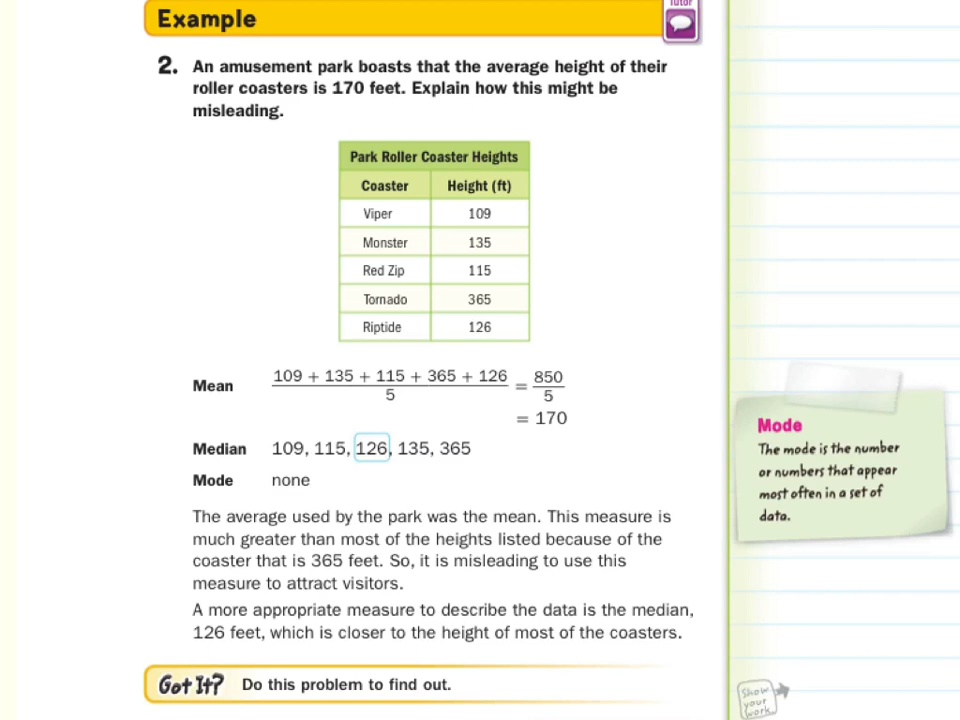 Tutor
Example
2. An amusement park boasts that the average height of their
roller coasters is 170 feet. Explain how this might be
misleading.
Park Roller Coaster Heights
Coaster Height (ft)
Viper 109
Monster 135
Red Zip 115
Tornado 365
Riptide 126
Mean 109 + 135 + 115 + 365 + 126 / 5 = 850 / 5
= 170
Median 109, 115, 126, 135, 365
Mode none
The average used by the park was the mean. This measure is
much greater than most of the heights listed because of the
coaster that is 365 feet. So, it is misleading to use this
measure to attract visitors.
A more appropriate measure to describe the data is the median,
126 feet, which is closer to the height of most of the coasters.
Got It? Do this problem to find out.
Mode
The mode is the number
or numbers that appear
most often in a set of
data.
Show
your
work.